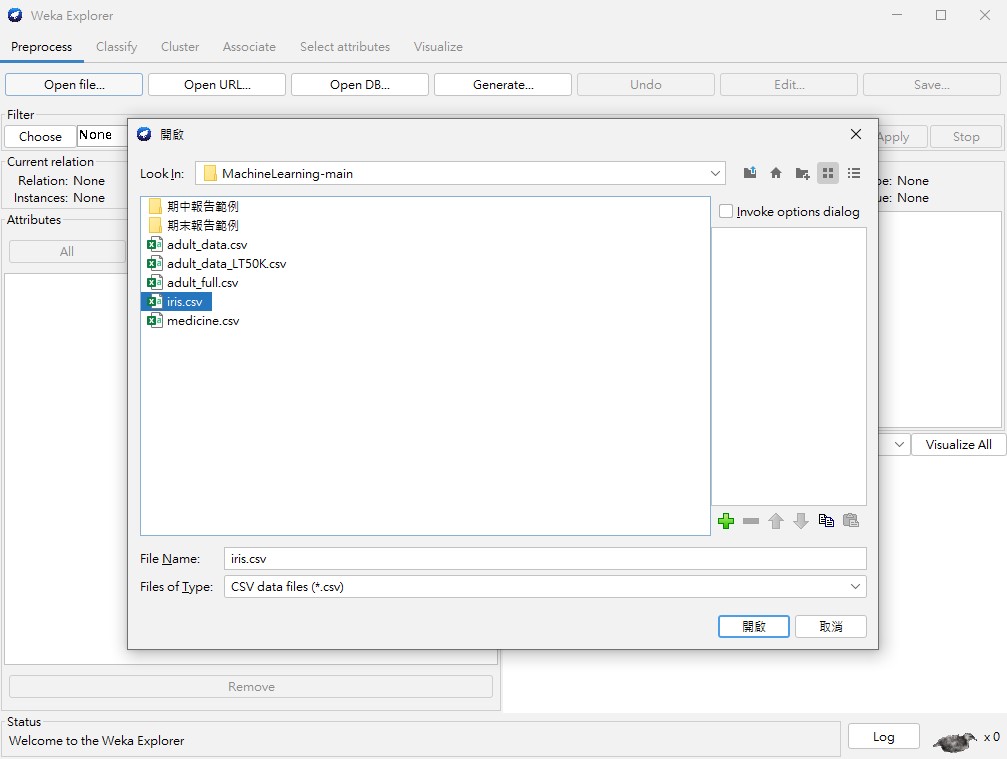 Weka Explorer
Preprocess Classify Cluster Associate Select attributes Visualize
Open file... Open URL... Open DB... Generate... Undo Edit... Save...
Filter
Choose None Apply Stop
開啟
Current relation
Relation: None
Instances: None
Attributes
All
Look In: MachineLearning-main
期中報告範例
期末報告範例
adult_data.csv
adult_data_LT50K.csv
adult_full.csv
iris.csv
medicine.csv
Invoke options dialog
File Name: iris.csv
Files of Type: CSV data files (*.csv)
開啟 取消
None
None
Visualize All
Remove
Status
Welcome to the Weka Explorer
Log x 0